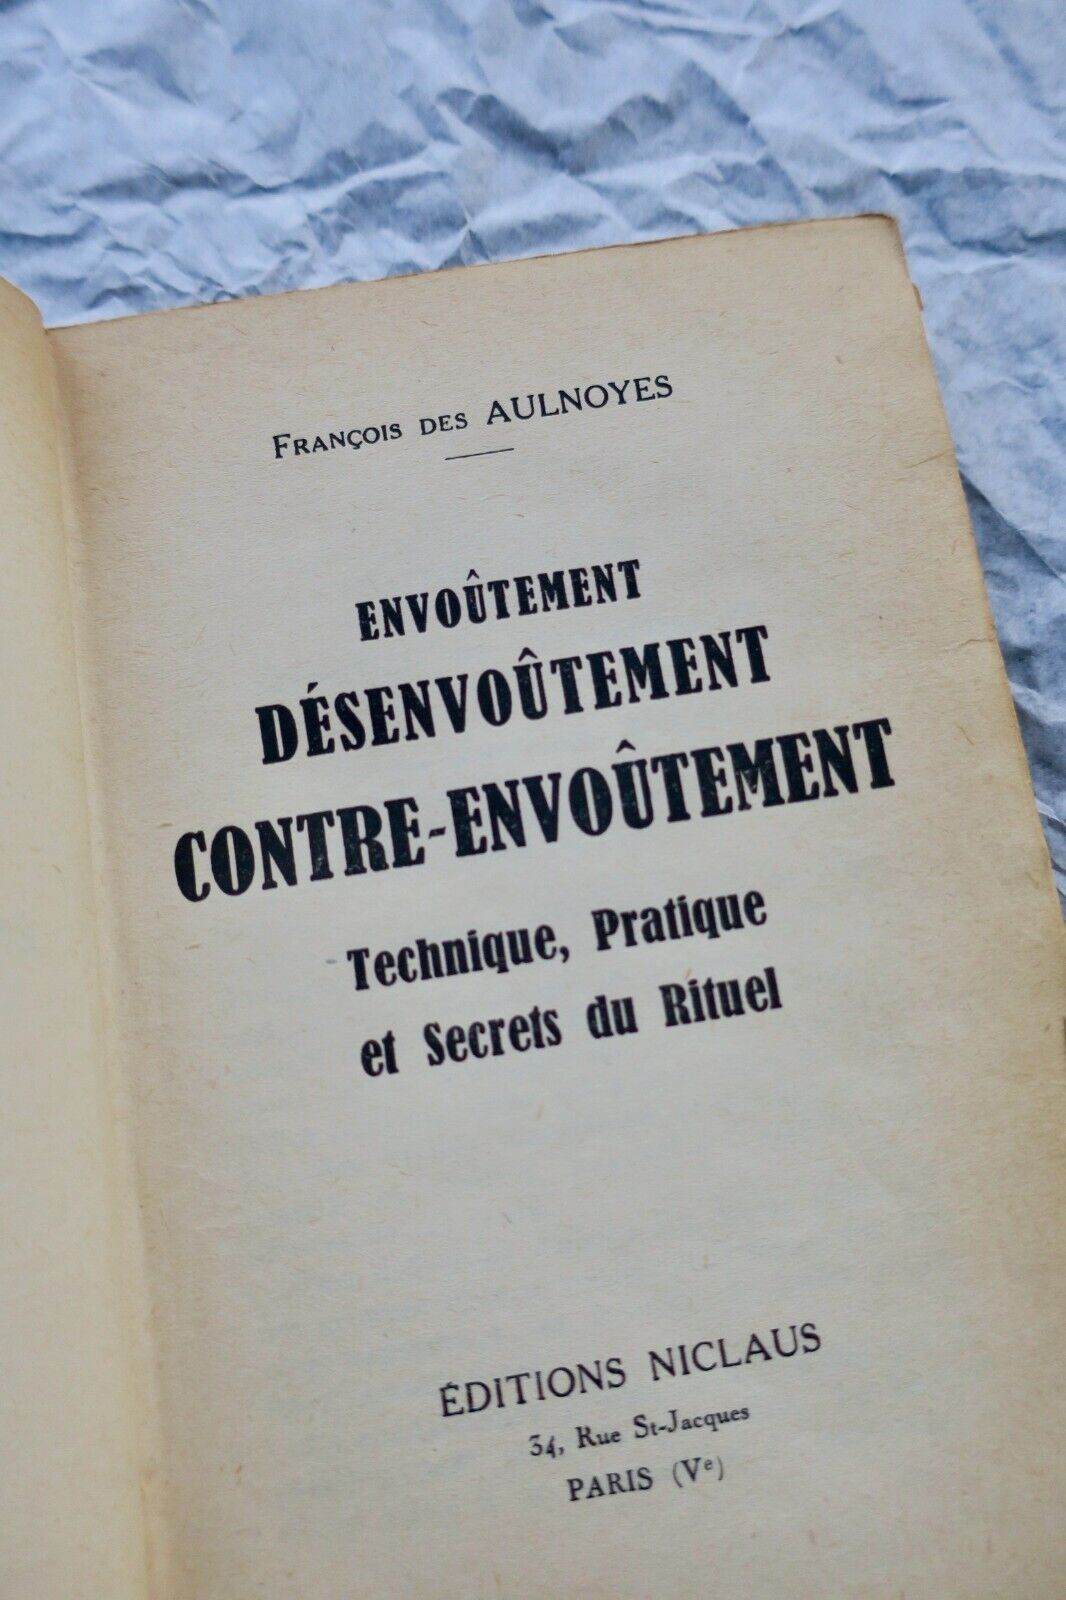 François des AULNOYES
ENVOÛTEMENT
DÉSENVOÛTEMENT
CONTRE-ENVOÛTEMENT
Technique, Pratique
et Secrets du Rituel
ÉDITIONS NICLAUS
34, Rue St-Jacques
PARIS (Ve)